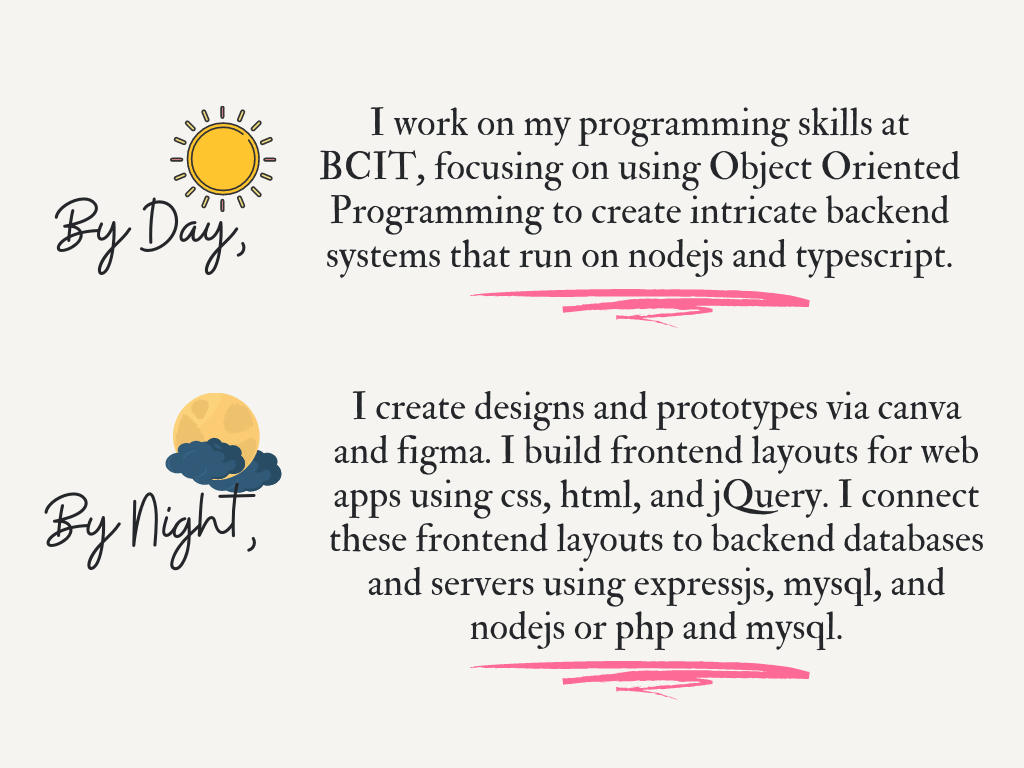 By Day,
I work on my programming skills at
BCIT, focusing on using Object Oriented
Programming to create intricate backend
systems that run on nodejs and typescript.
By Night,
I create designs and prototypes via canva
and figma. I build frontend layouts for web
apps using css, html, and jQuery. I connect
these frontend layouts to backend databases
and servers using expressjs, mysql, and
nodejs or php and mysql.